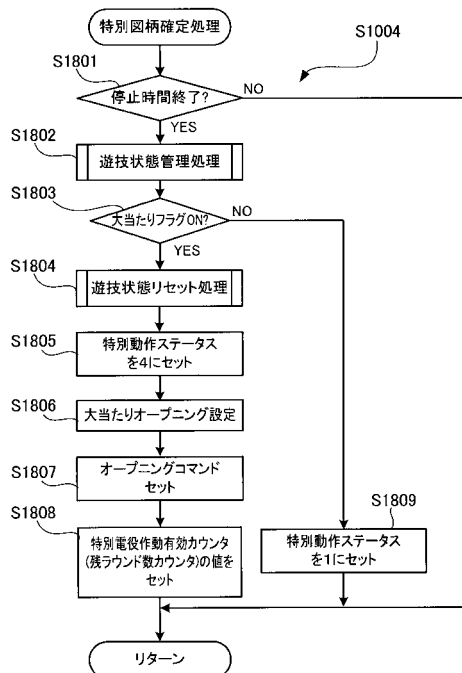 特別図柄確定処理
S1004
S1801
停止時間終了?
NO
YES
S1802
遊技状態管理処理
S1803
大当たりフラグON?
NO
YES
S1804
遊技状態リセット処理
S1805
特別動作ステータス
を4にセット
S1806
大当たりオープニング設定
S1807
オープニングコマンド
セット
S1808
特別電役作動有効カウンタ
(残ラウンド数カウンタ)の値を
セット
S1809
特別動作ステータス
を1にセット
リターン